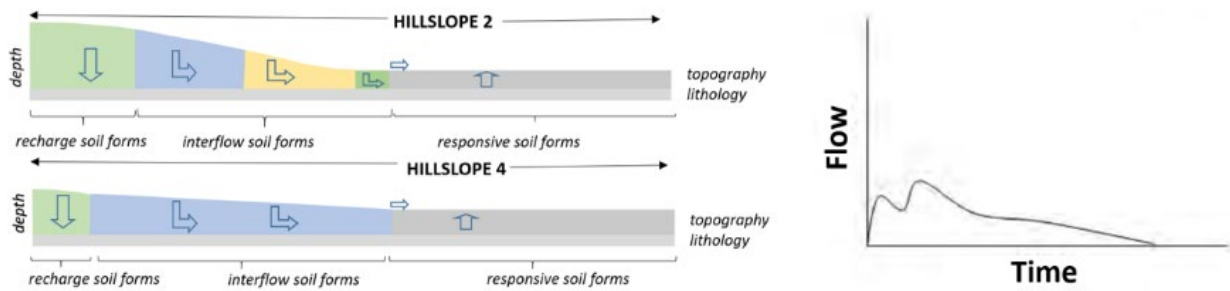 HILLSLOPE 2
depth
topography
lithology
recharge soil forms
interflow soil forms
responsive soil forms
HILLSLOPE 4
depth
topography
lithology
recharge soil forms
interflow soil forms
responsive soil forms
Flow
Time